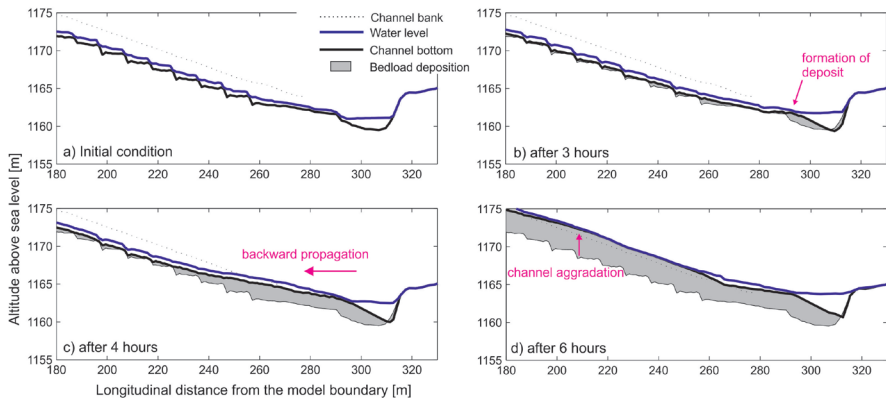 Channel bank
Water level
Channel bottom
Bedload deposition
1175
1170
1165
1160
1155
a) Initial condition
180 200 220 240 260 280 300 320
1175
1170
1165
1160
1155
formation of
deposit
b) after 3 hours
180 200 220 240 260 280 300 320
Altitude above sea level [m]
1175
1170
1165
1160
1155
backward propagation
c) after 4 hours
180 200 220 240 260 280 300 320
1175
1170
1165
1160
1155
channel aggradation
d) after 6 hours
180 200 220 240 260 280 300 320
Longitudinal distance from the model boundary [m]